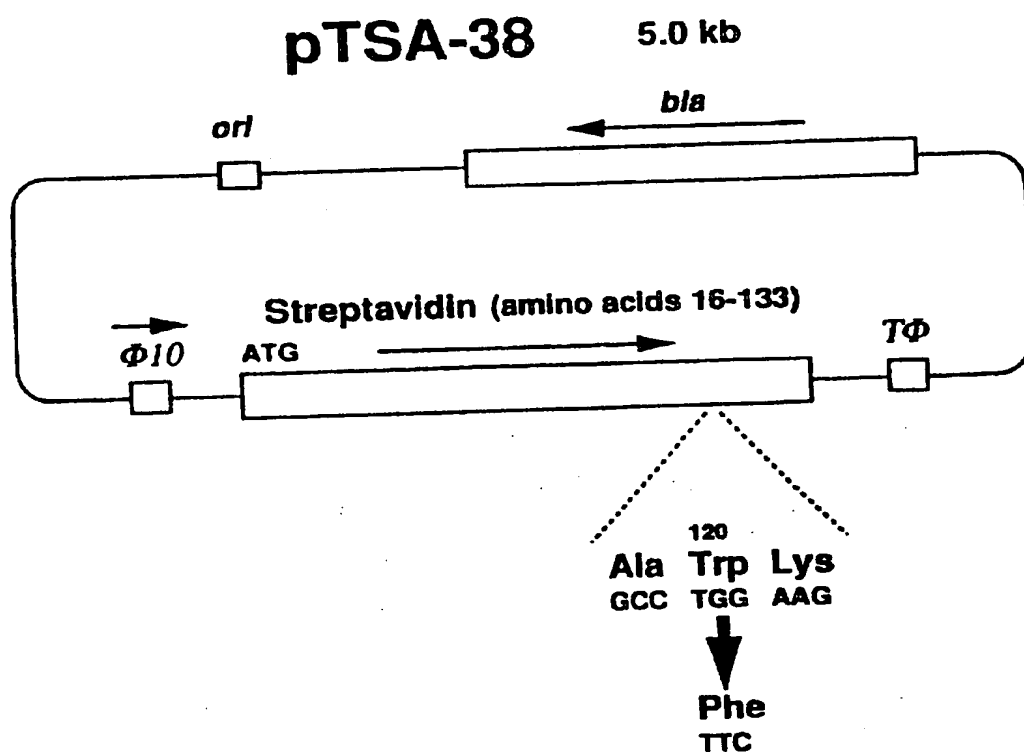 pTSA-38 5.0 kb
ori bla
Streptavidin (amino acids 16-133)
Φ10 ATG TΦ
120
Ala Trp Lys
GCC TGG AAG
Phe
TTC